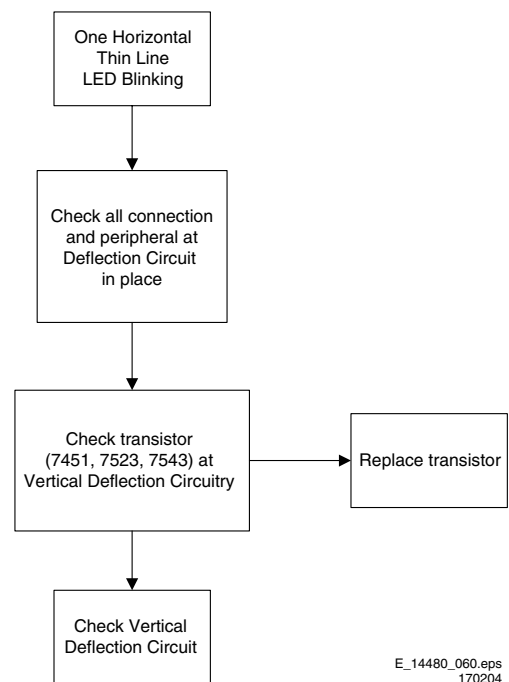 One Horizontal
Thin Line
LED Blinking
Check all connection
and peripheral at
Deflection Circuit
in place
Check transistor
(7451, 7523, 7543) at
Vertical Deflection Circuitry
Replace transistor
Check Vertical
Deflection Circuit
E_14480_060.eps
170204